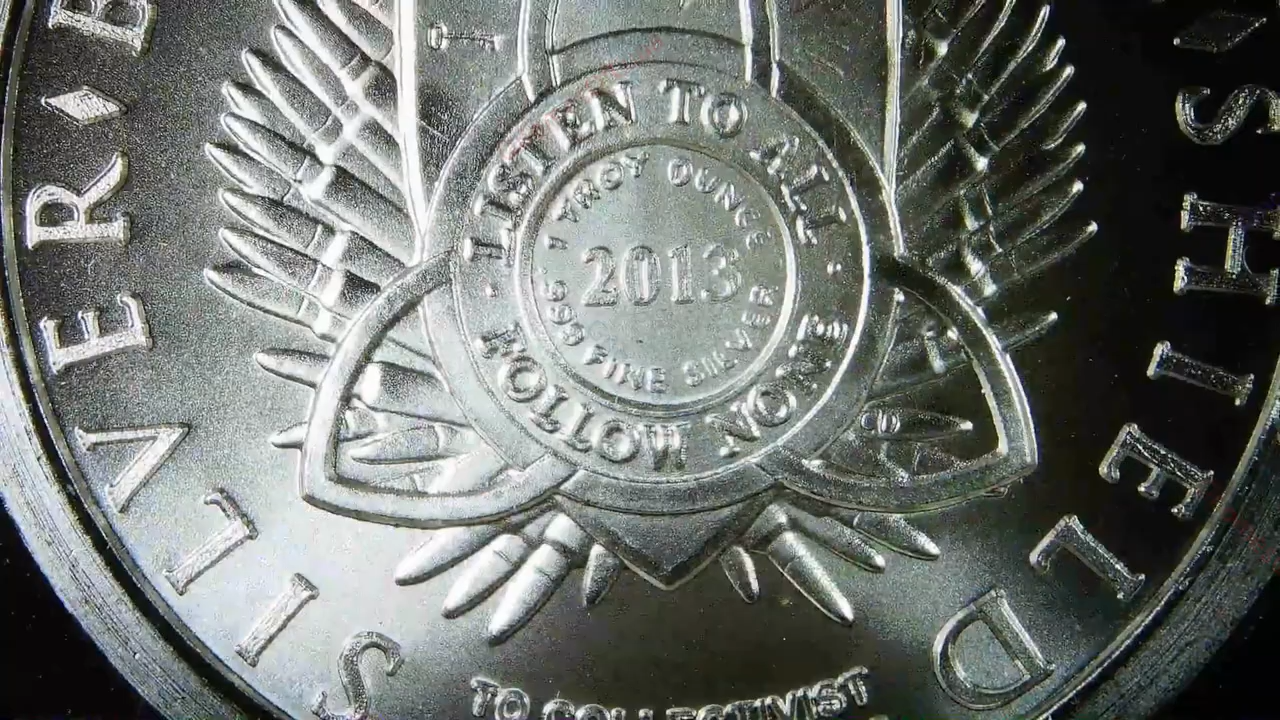 LISTEN TO ALL
1 TROY OUNCE
2013
.999 FINE SILVER
FOLLOW NONE
SILVER·B
SHIELD
TO COLLECTIVIST